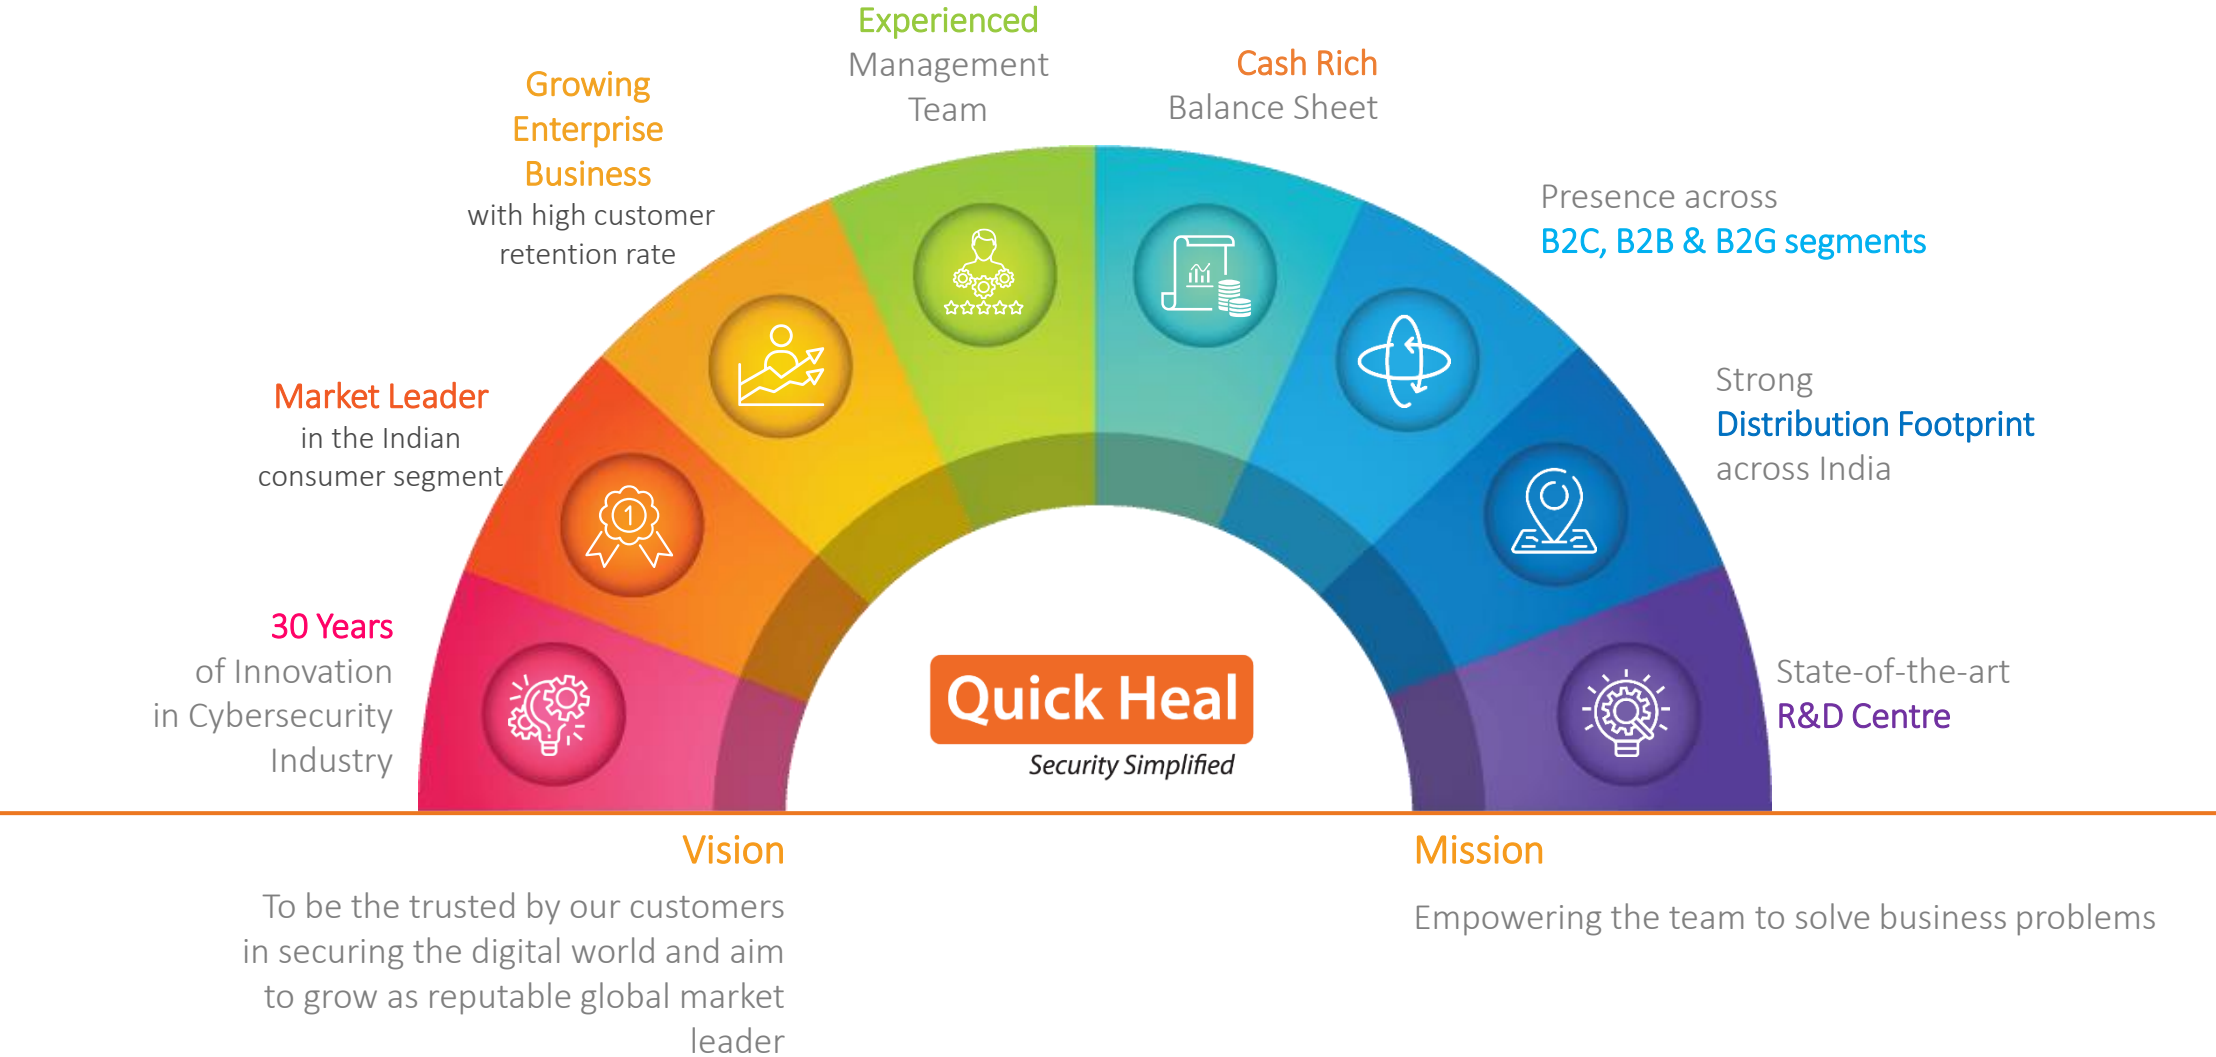 Experienced
Management
Team
Cash Rich
Balance Sheet
Growing
Enterprise
Business
with high customer
retention rate
Presence across
B2C, B2B & B2G segments
Market Leader
in the Indian
consumer segment
Strong
Distribution Footprint
across India
1
30 Years
of Innovation
in Cybersecurity
Industry
Quick Heal
Security Simplified
State-of-the-art
R&D Centre
Vision
To be the trusted by our customers
in securing the digital world and aim
to grow as reputable global market
leader
Mission
Empowering the team to solve business problems